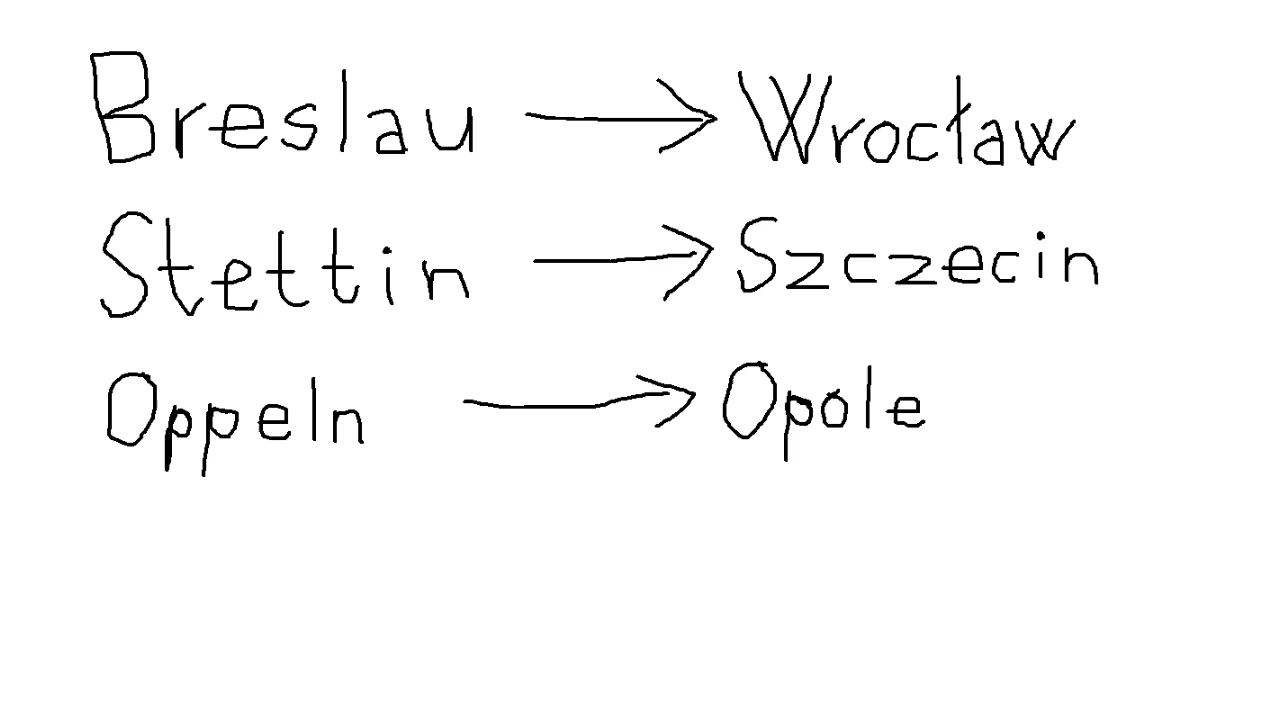 Breslau → Wrocław
Stettin → Szczecin
Oppeln → Opole